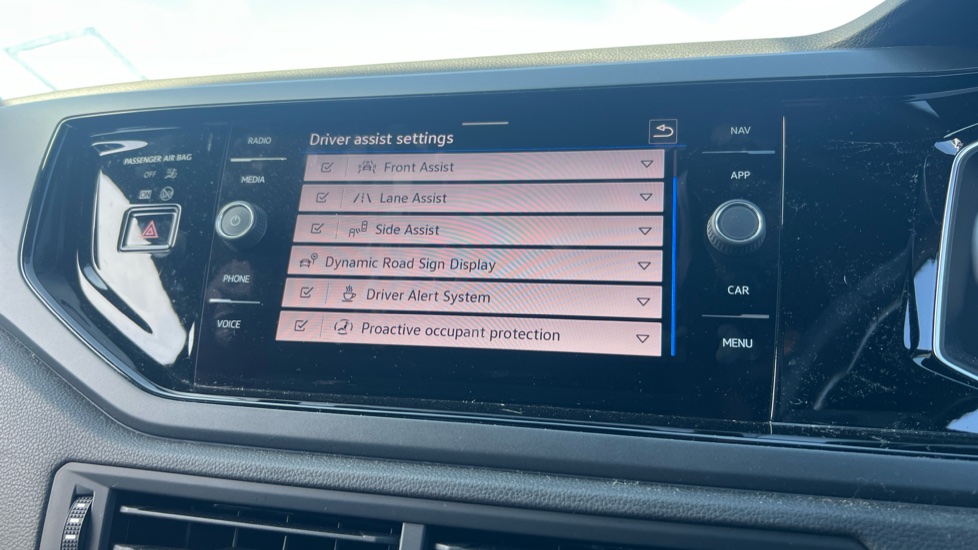 PASSENGER AIR BAG
OFF
ON
RADIO
MEDIA
PHONE
VOICE
Driver assist settings
Front Assist
Lane Assist
Side Assist
Dynamic Road Sign Display
Driver Alert System
Proactive occupant protection
NAV
APP
CAR
MENU